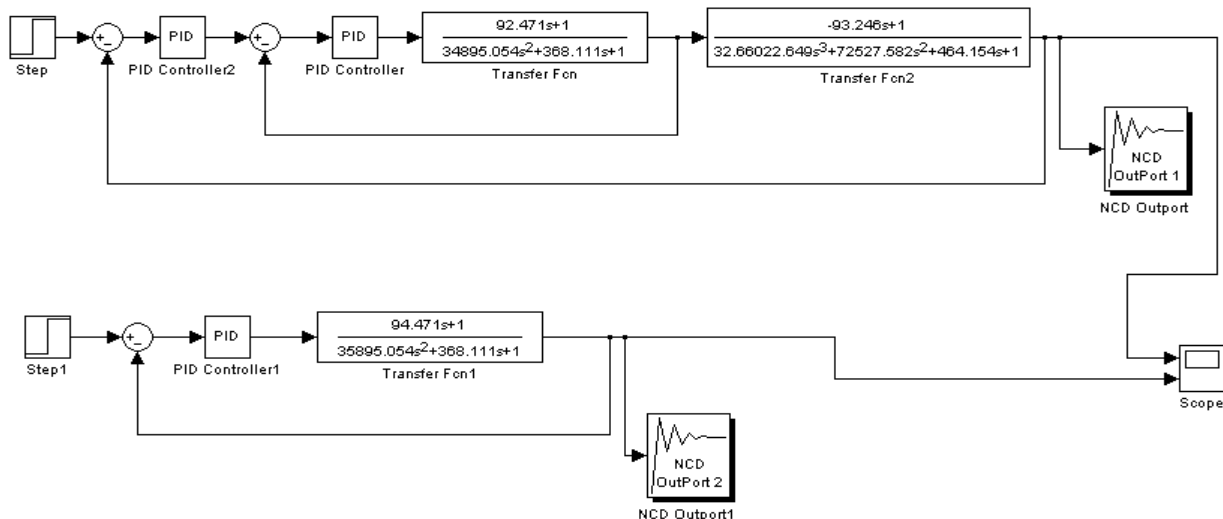 92.471s+1
-93.246s+1
PID
PID
34895.054s²+368.111s+1
32.66022.649s³+72527.582s²+464.154s+1
Step
PID Controller2
PID Controller
Transfer Fcn
Transfer Fcn2
NCD
OutPort 1
NCD Outport
94.471s+1
PID
35895.054s²+368.111s+1
Step1
PID Controller1
Transfer Fcn1
Scope
NCD
OutPort 2
NCD Outport1